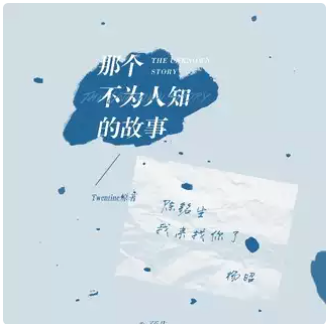 那个
THE UNKNOWN
STORY
不为人知
的故事
Twentine原著
陈铭生
我来找你了
杨昭